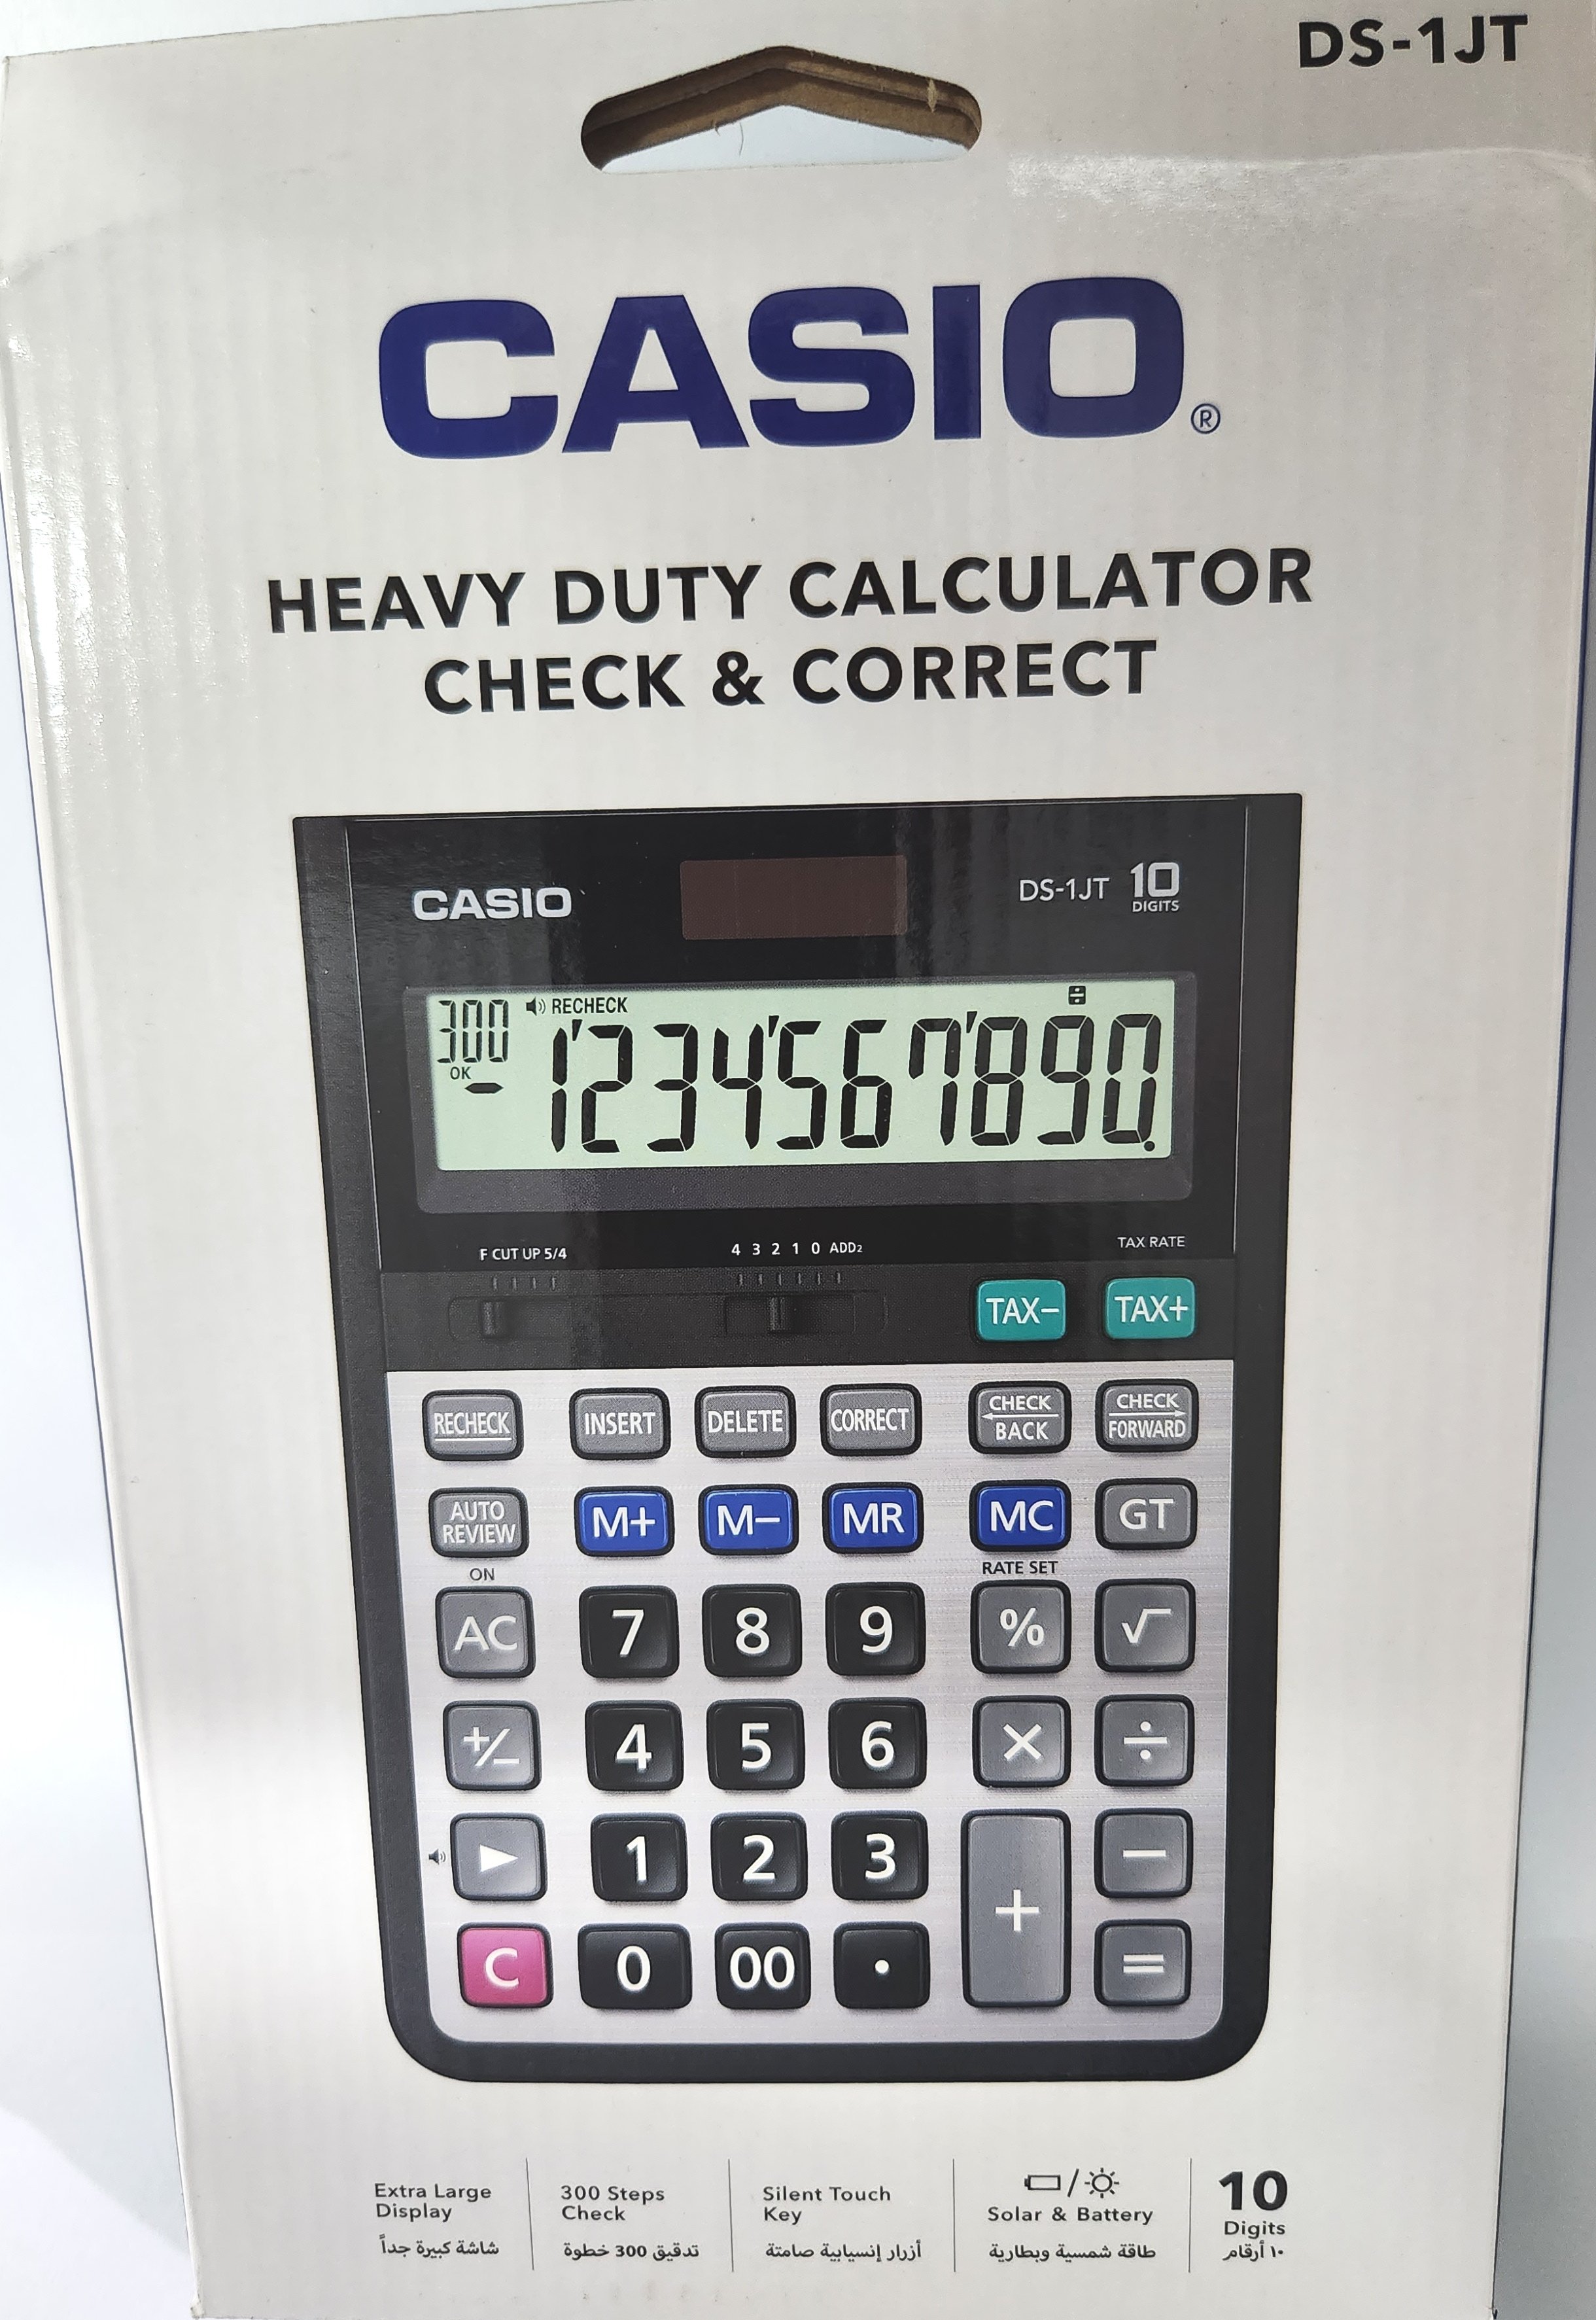 DS-1JT
CASIO®
HEAVY DUTY CALCULATOR
CHECK & CORRECT
CASIO
DS-1JT 10
DIGITS
300 RECHECK
OK
- 1'234'567'890.
F CUT UP 5/4
4 3 2 1 0 ADD2
TAX RATE
TAX− TAX+
RECHECK INSERT DELETE CORRECT CHECK BACK CHECK FORWARD
AUTO REVIEW M+ M− MR MC GT
ON RATE SET
AC 7 8 9 % √
+/− 4 5 6 × ÷
▶ 1 2 3 + −
C 0 00 • =
Extra Large
Display
شاشة كبيرة جداً
300 Steps
Check
تدقيق 300 خطوة
Silent Touch
Key
أزرار إنسيابية صامتة
Solar & Battery
طاقة شمسية وبطارية
10
Digits
١٠ أرقام